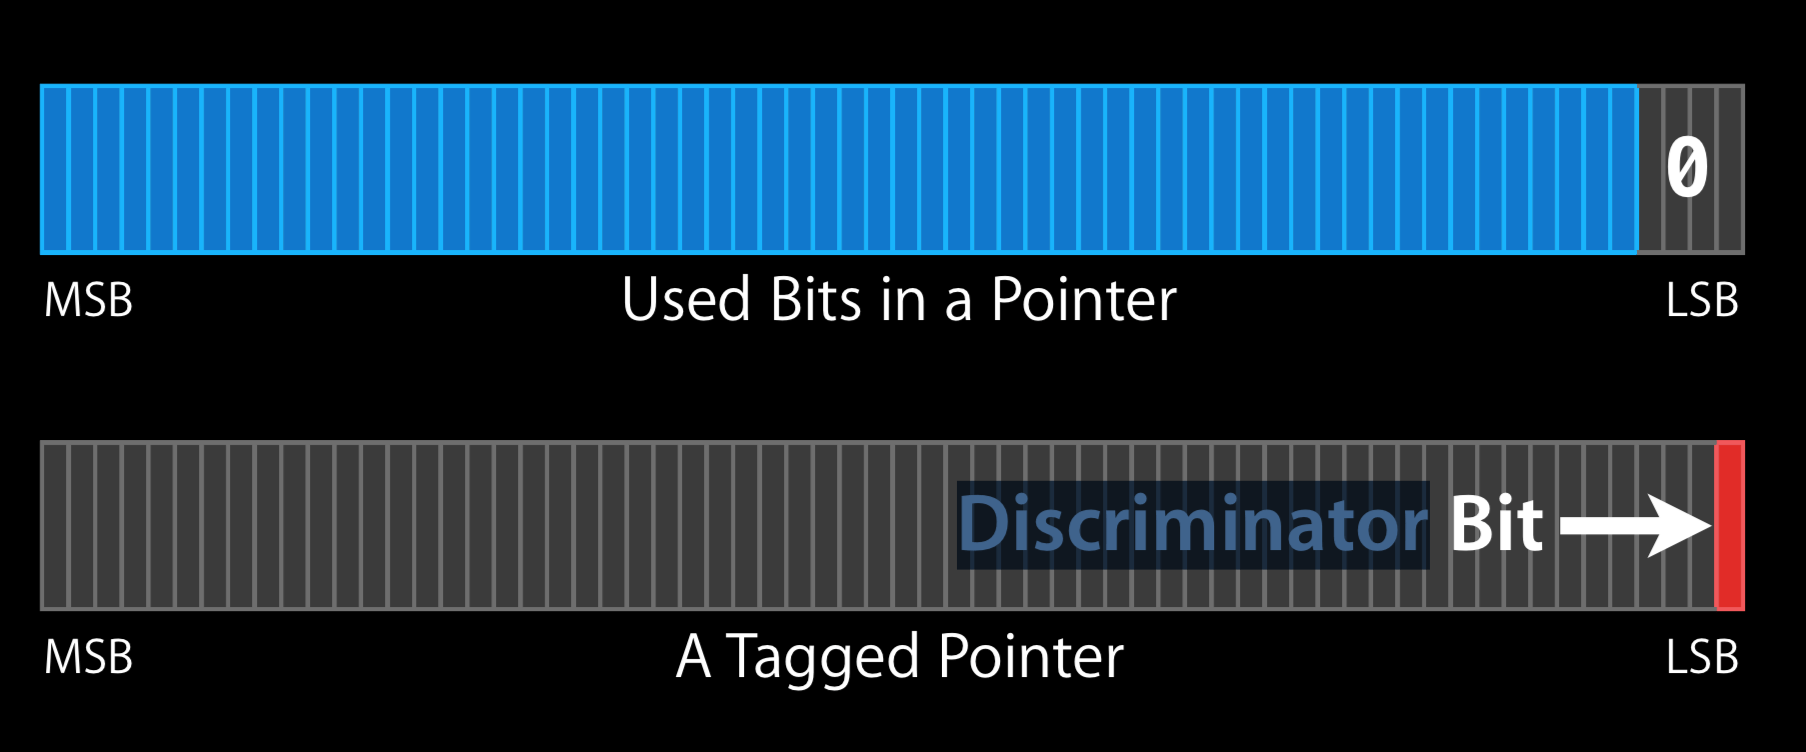 0
MSB Used Bits in a Pointer LSB
Discriminator Bit
MSB A Tagged Pointer LSB